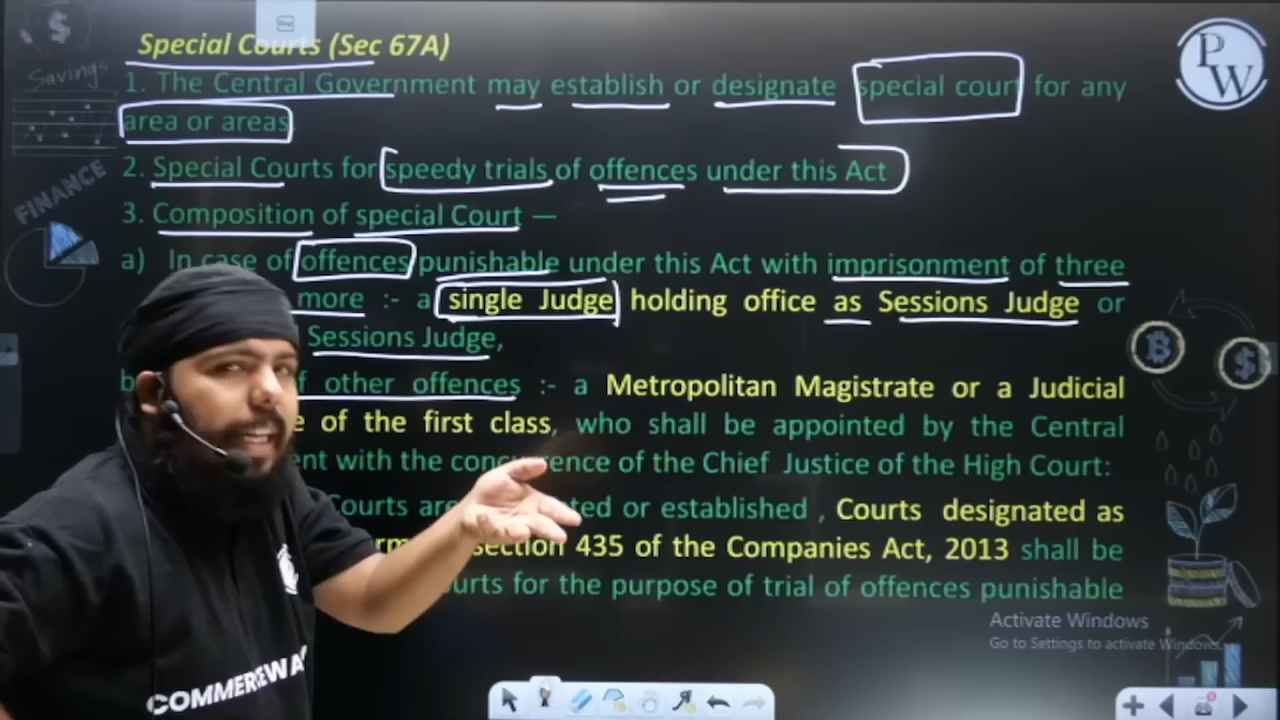 Special Courts (Sec 67A)
1. The Central Government may establish or designate special court for any
area or areas.
2. Special Courts for speedy trials of offences under this Act
3. Composition of special Court —
a) In case of offences punishable under this Act with imprisonment of three
more :- a single Judge holding office as Sessions Judge or
Sessions Judge,
b other offences :- a Metropolitan Magistrate or a Judicial
of the first class, who shall be appointed by the Central
with the of the Chief Justice of the High Court:
Courts or established , Courts designated as
section 435 of the Companies Act, 2013 shall be
for the purpose of trial of offences punishable
Savings
FINANCE
P
W
Activate Windows
Go to Settings to activate Windows.